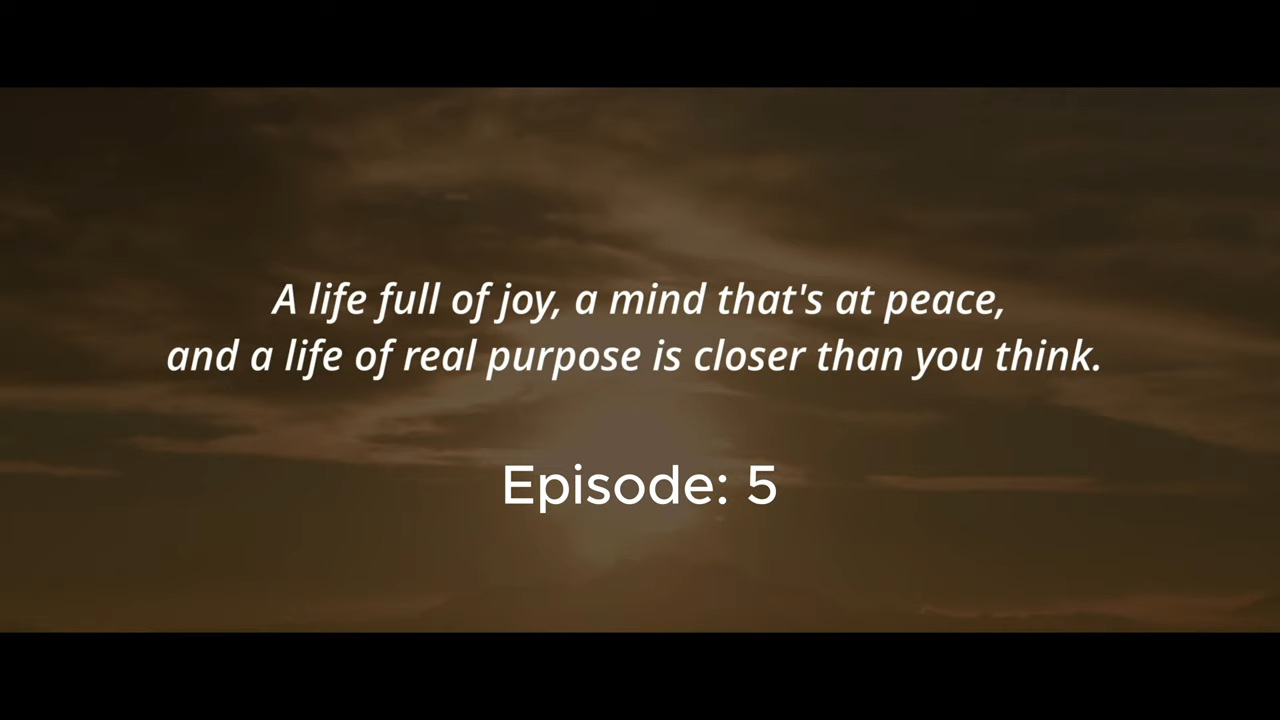 A life full of joy, a mind that's at peace,
and a life of real purpose is closer than you think.
Episode: 5